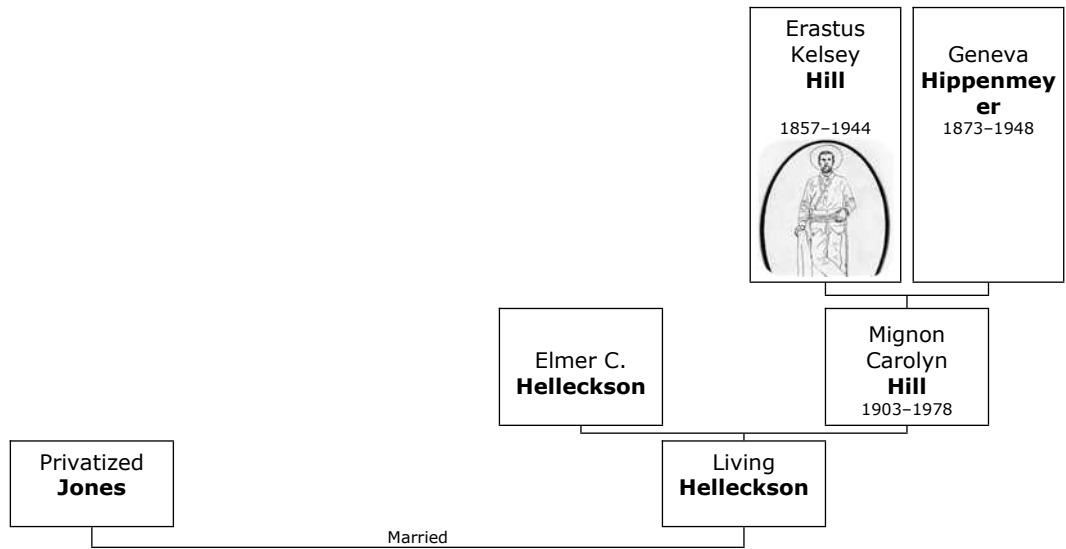 Erastus
Kelsey
Hill
1857–1944
Geneva
Hippenmey
er
1873–1948
Elmer C.
Helleckson
Mignon
Carolyn
Hill
1903–1978
Privatized
Jones
Living
Helleckson
Married